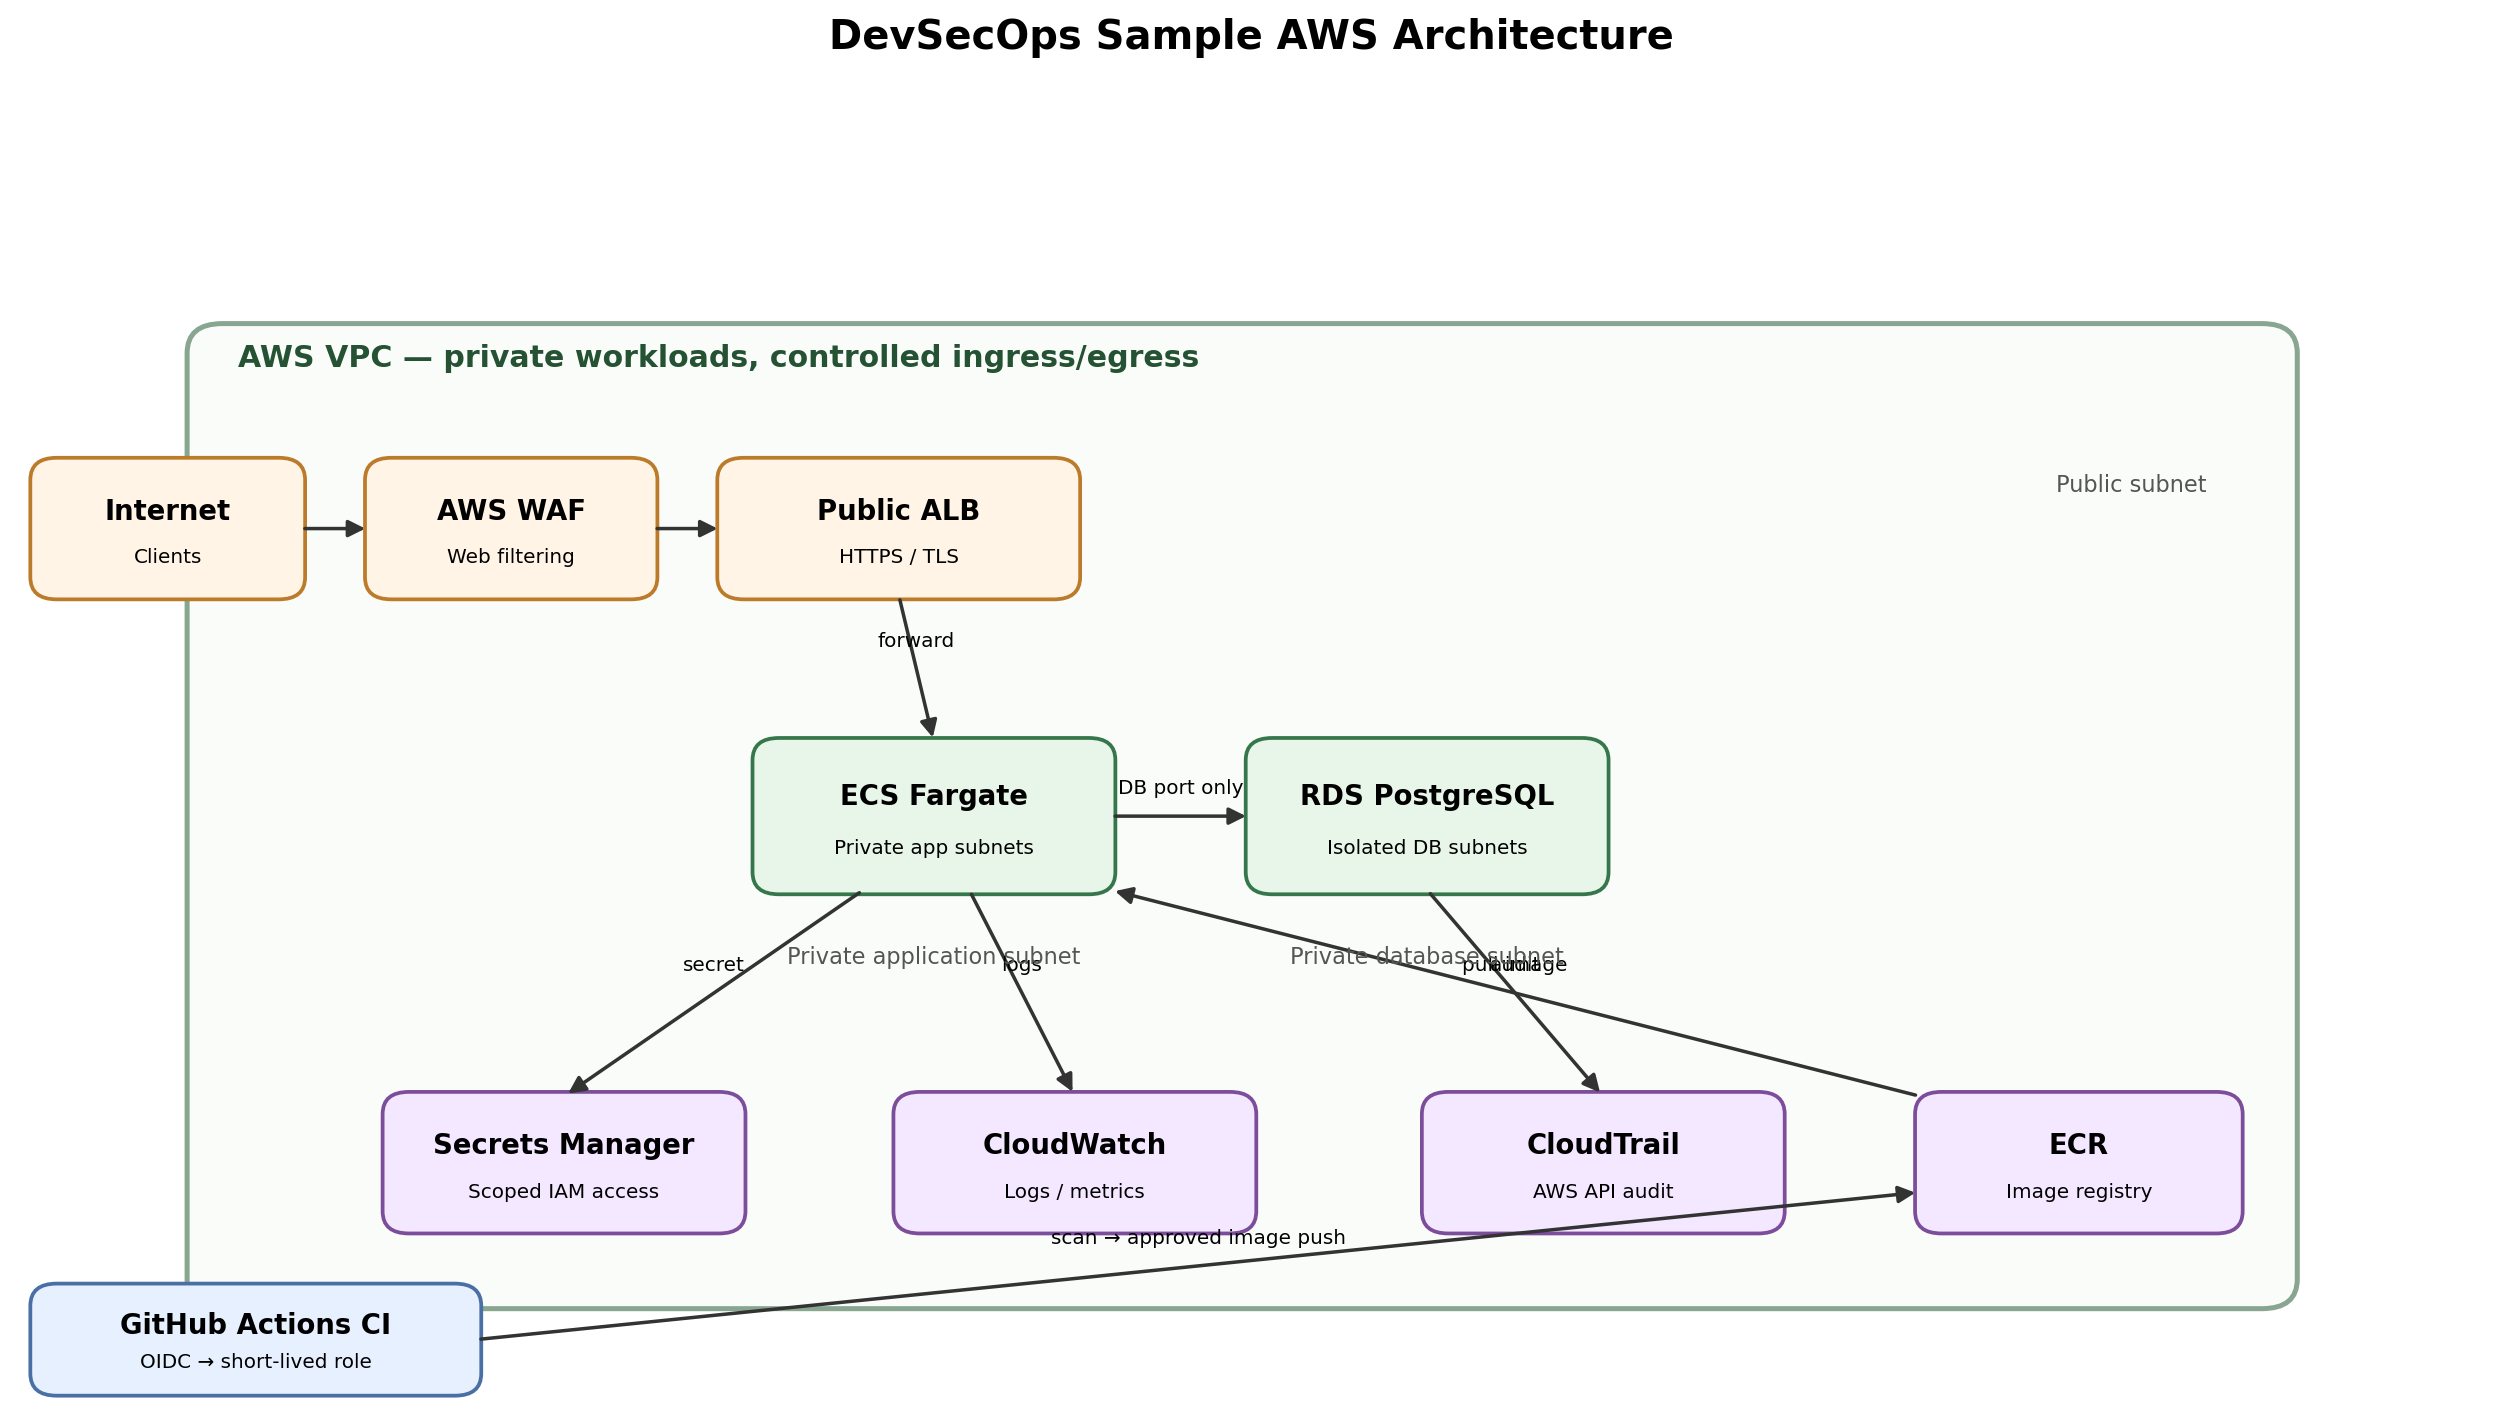 DevSecOps Sample AWS Architecture
AWS VPC — private workloads, controlled ingress/egress
Internet
Clients
AWS WAF
Web filtering
Public ALB
HTTPS / TLS
Public subnet
forward
ECS Fargate
Private app subnets
DB port only
RDS PostgreSQL
Isolated DB subnets
Private application subnet
Private database subnet
secret
logs
pull image
audit
Secrets Manager
Scoped IAM access
CloudWatch
Logs / metrics
CloudTrail
AWS API audit
ECR
Image registry
scan → approved image push
GitHub Actions CI
OIDC → short-lived role